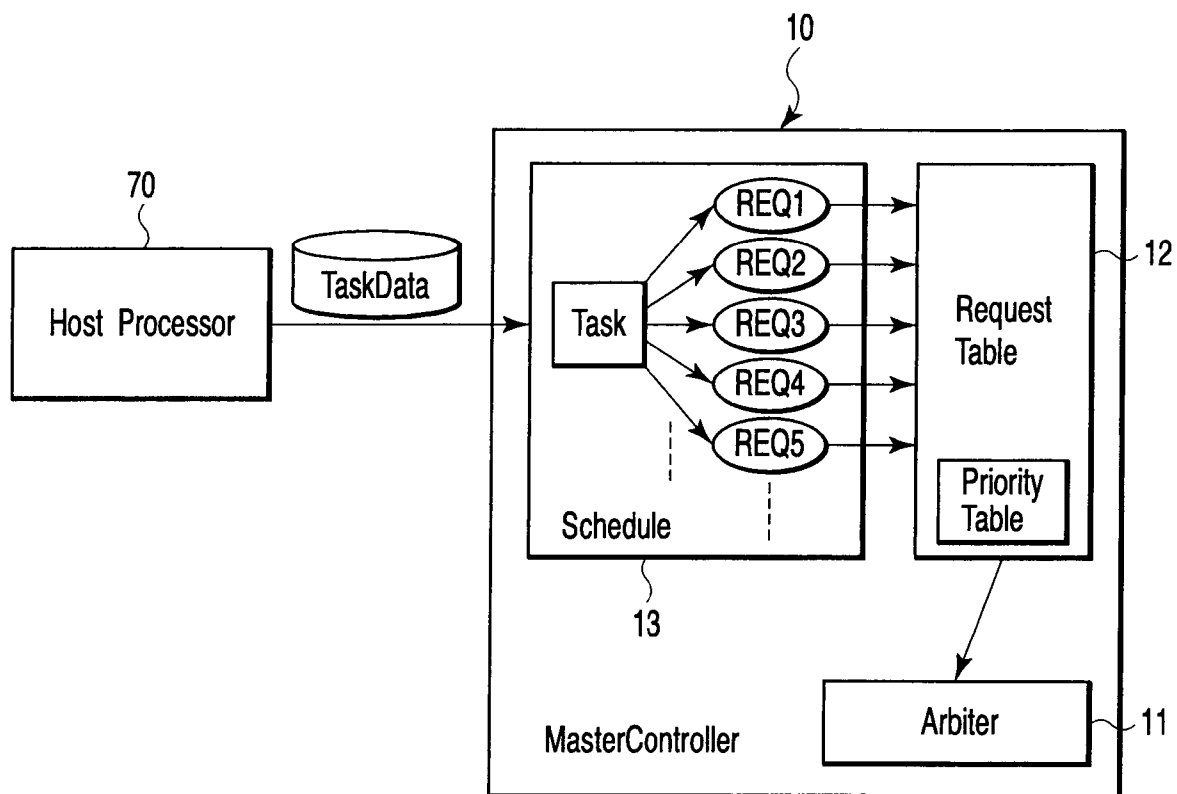 10
70
Host Processor
TaskData
Task
REQ1
REQ2
REQ3
REQ4
REQ5
Schedule
13
Request
Table
Priority
Table
12
Arbiter
11
MasterController